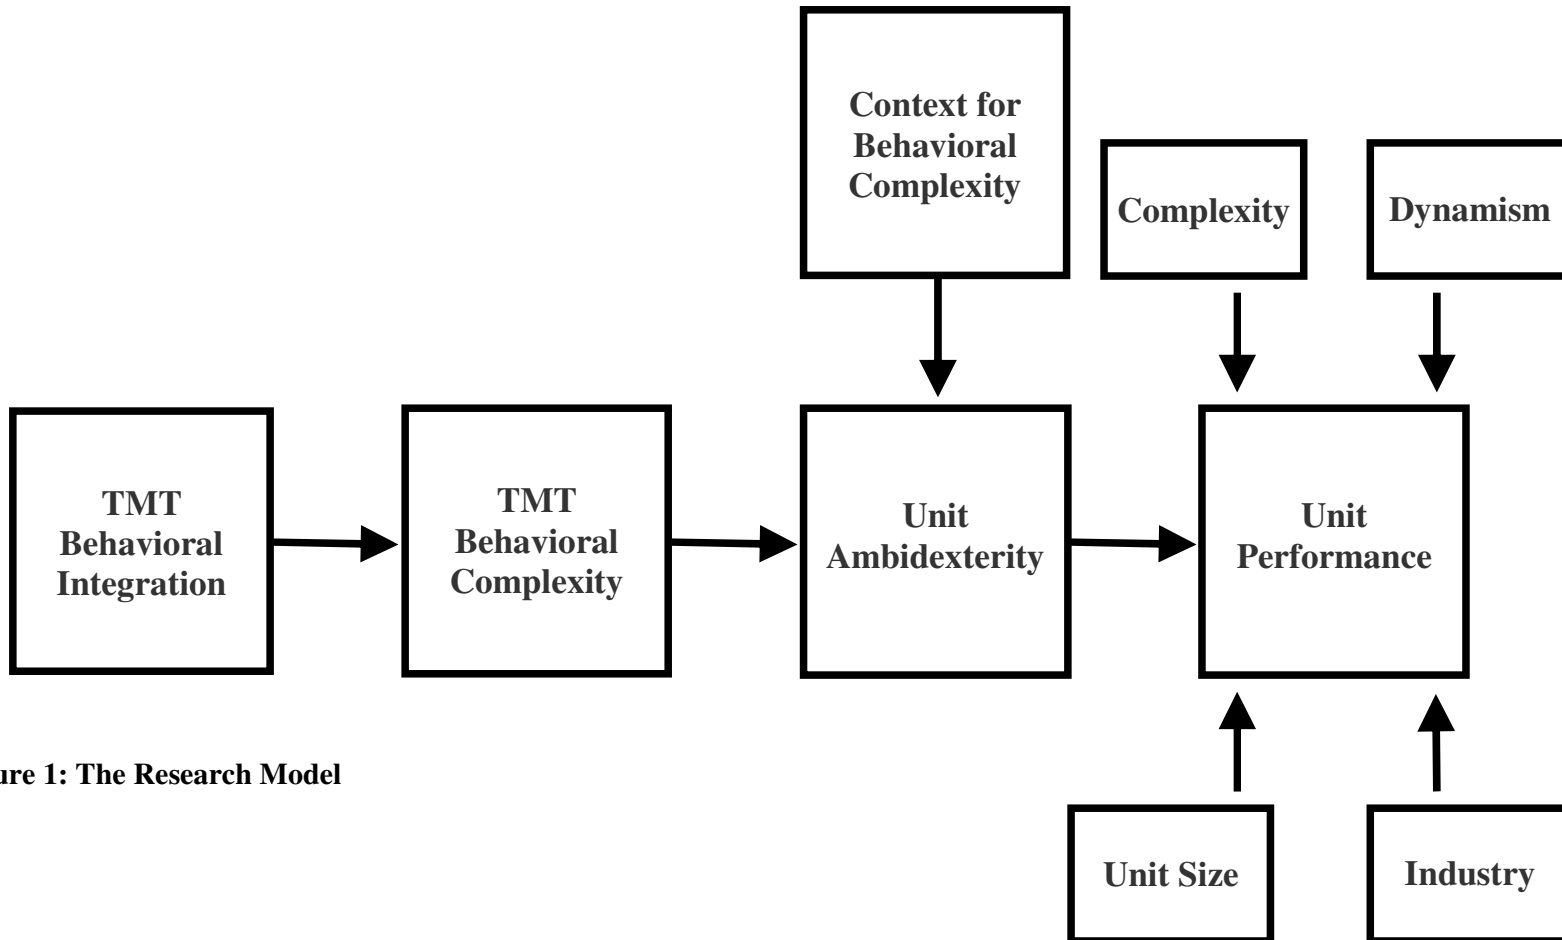 Context for
Behavioral
Complexity
Complexity
Dynamism
TMT
Behavioral
Integration
TMT
Behavioral
Complexity
Unit
Ambidexterity
Unit
Performance
ure 1: The Research Model
Unit Size
Industry